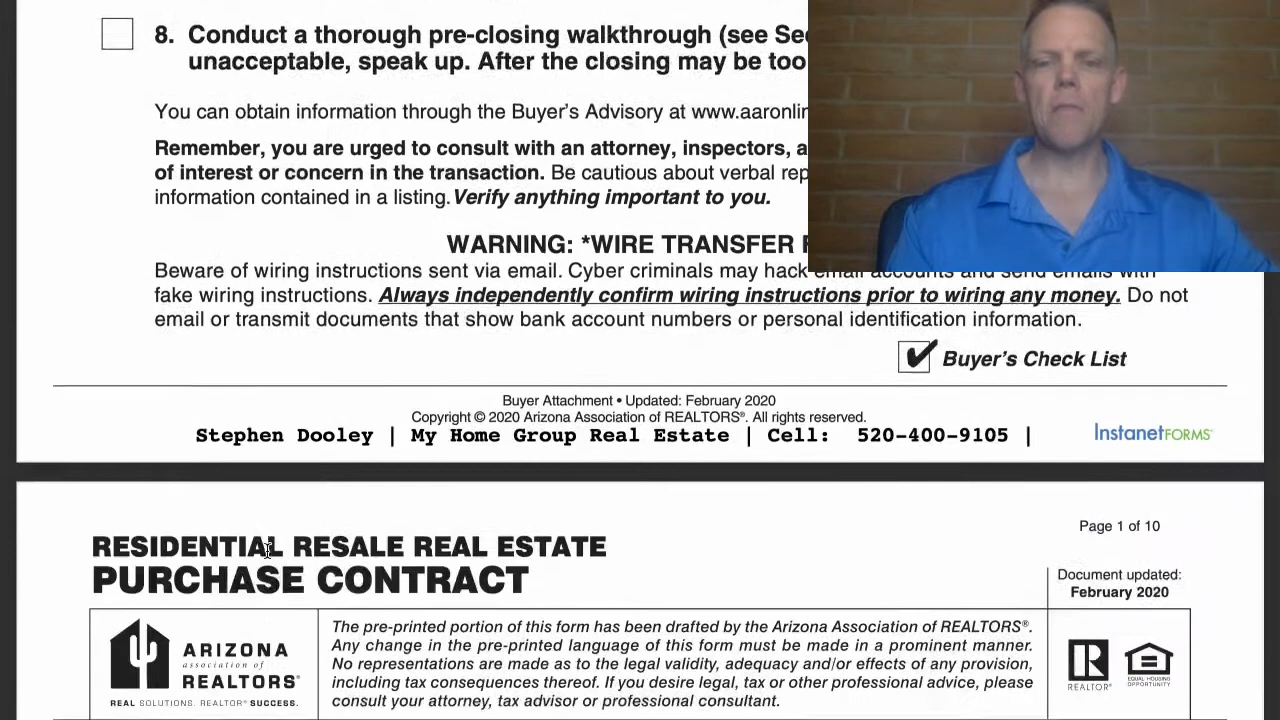 8. Conduct a thorough pre-closing walkthrough (see
unacceptable, speak up. After the closing may be too
You can obtain information through the Buyer's Advisory at
Remember, you are urged to consult with an attorney, inspectors,
of interest or concern in the transaction. Be cautious about verbal
information contained in a listing. Verify anything important to you.
WARNING: *WIRE TRANSFER
Beware of wiring instructions sent via email. Cyber criminals may hack email accounts and send emails with
fake wiring instructions. Always independently confirm wiring instructions prior to wiring any money. Do not
email or transmit documents that show bank account numbers or personal identification information.
Buyer's Check List
Buyer Attachment • Updated: February 2020
Copyright © 2020 Arizona Association of REALTORS®. All rights reserved.
Stephen Dooley | My Home Group Real Estate | Cell: 520-400-9105 |
InstanetFORMS
Page 1 of 10
RESIDENTIAL RESALE REAL ESTATE
PURCHASE CONTRACT
Document updated:
February 2020
ARIZONA
association of
REALTORS®
REAL SOLUTIONS. REALTOR® SUCCESS.
The pre-printed portion of this form has been drafted by the Arizona Association of REALTORS®.
Any change in the pre-printed language of this form must be made in a prominent manner.
No representations are made as to the legal validity, adequacy and/or effects of any provision,
including tax consequences thereof. If you desire legal, tax or other professional advice, please
consult your attorney, tax advisor or professional consultant.
REALTOR®
EQUAL HOUSING
OPPORTUNITY